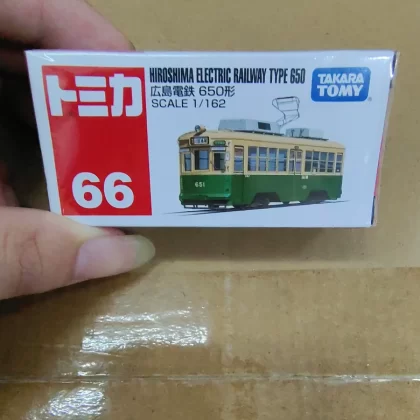 トミカ
66
HIROSHIMA ELECTRIC RAILWAY TYPE 650
広島電鉄 650形
SCALE 1/162
TAKARA
TOMY
651